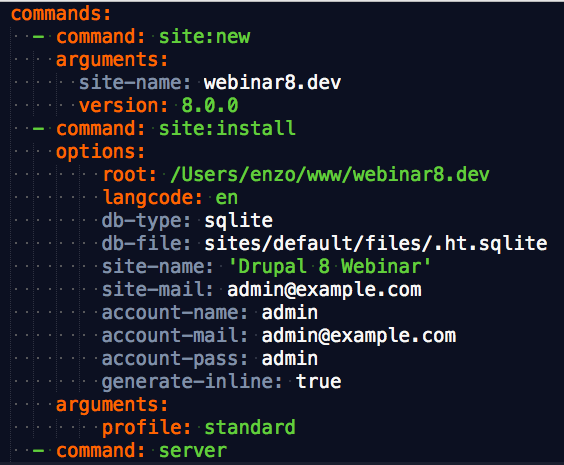 commands:
  - command: site:new
    arguments:
      site-name: webinar8.dev
      version: 8.0.0
  - command: site:install
    options:
        root: /Users/enzo/www/webinar8.dev
        langcode: en
        db-type: sqlite
        db-file: sites/default/files/.ht.sqlite
        site-name: 'Drupal 8 Webinar'
        site-mail: admin@example.com
        account-name: admin
        account-mail: admin@example.com
        account-pass: admin
        generate-inline: true
    arguments:
        profile: standard
  - command: server